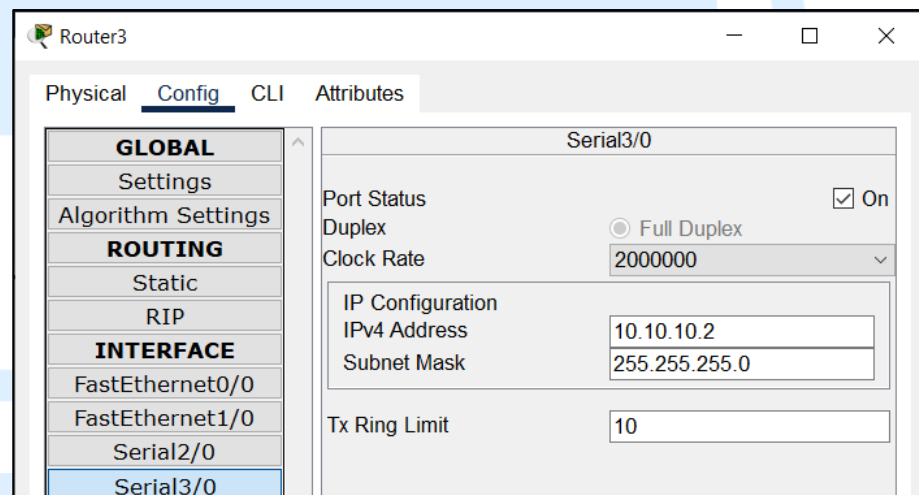 Router3
Physical Config CLI Attributes
GLOBAL
Settings
Algorithm Settings
ROUTING
Static
RIP
INTERFACE
FastEthernet0/0
FastEthernet1/0
Serial2/0
Serial3/0
Serial3/0
Port Status On
Duplex Full Duplex
Clock Rate 2000000
IP Configuration
IPv4 Address 10.10.10.2
Subnet Mask 255.255.255.0
Tx Ring Limit 10